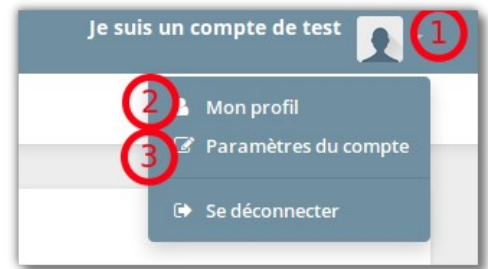 Je suis un compte de test
1
2 Mon profil
3 Paramètres du compte
Se déconnecter